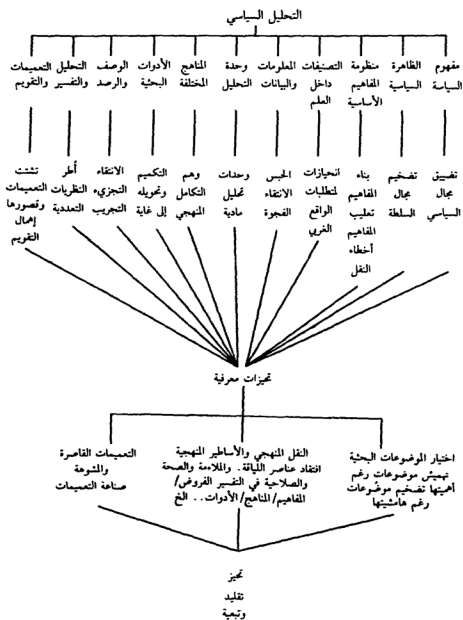 التحليل السياسي
مفهوم
السياسة
الظاهرة
السياسية
منظومة
المفاهيم
الأساسية
التصنيفات
داخل
العلم
المعلومات
والبيانات
وحدة
التحليل
المناهج
المختلفة
الأدوات
البحثية
الوصف
والرصد
التحليل
والتفسير
التعميمات
والتقويم
تضييق
مجال
السياسي
تضخيم
مجال
السلطة
بناء
المفاهيم
تعليب
المفاهيم
أخطاء
النقل
انحيازات
لمتطلبات
الواقع
الغربي
الحبس
الانتقاء
الفجوة
وحدات
تحليل
مادية
وهم
التكامل
المنهجي
التكميم
وتحويله
إلى غاية
الانتقاء
التجزيء
التجريب
أطر
النظريات
التعددية
تشتت
التعميمات
وقصورها
إهمال
التقويم
تحيزات معرفية
اختيار الموضوعات البحثية
تهميش موضوعات رغم
أهميتها تضخيم موضوعات
رغم هامشيتها
النقل المنهجي والأساطير المنهجية
افتقاد عناصر اللياقة. والملاءمة والصحة
والصلاحية في التفسير الفروض/
المفاهيم/المناهج/الأدوات.. الخ
التعميمات القاصرة
والمشوهة
صناعة التعميمات
تحيز
تقليد
وتبعية